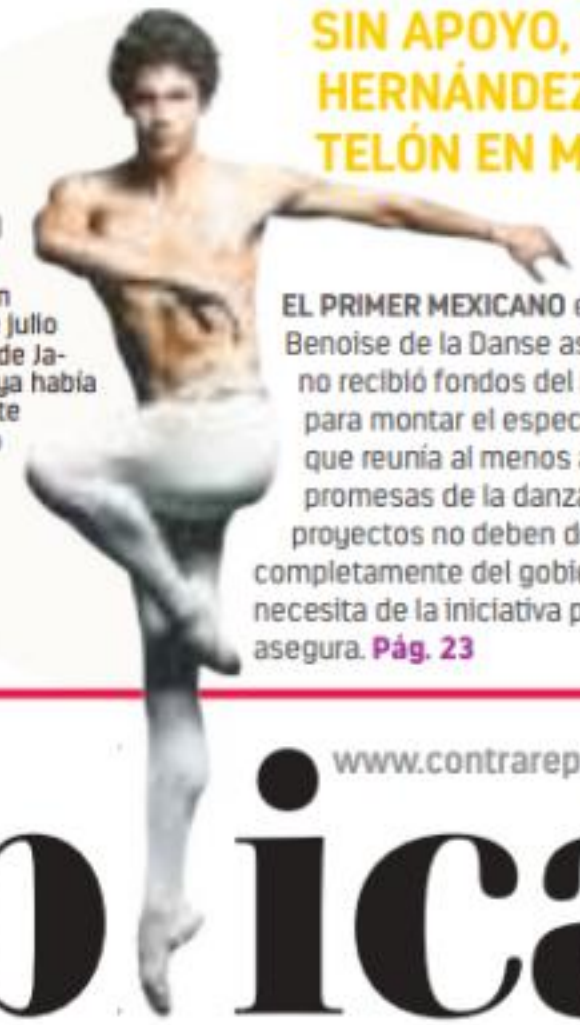 SIN APOYO,
HERNÁNDEZ
TELÓN EN M
n
julio
de Ja-
ya había
te
EL PRIMER MEXICANO
Benoise de la Danse as
no recibió fondos del
para montar el espec
que reunía al menos
promesas de la danza
proyectos no deben d
completamente del gobie
necesita de la iniciativa p
asegura. Pág. 23
www.contrarep
b ica